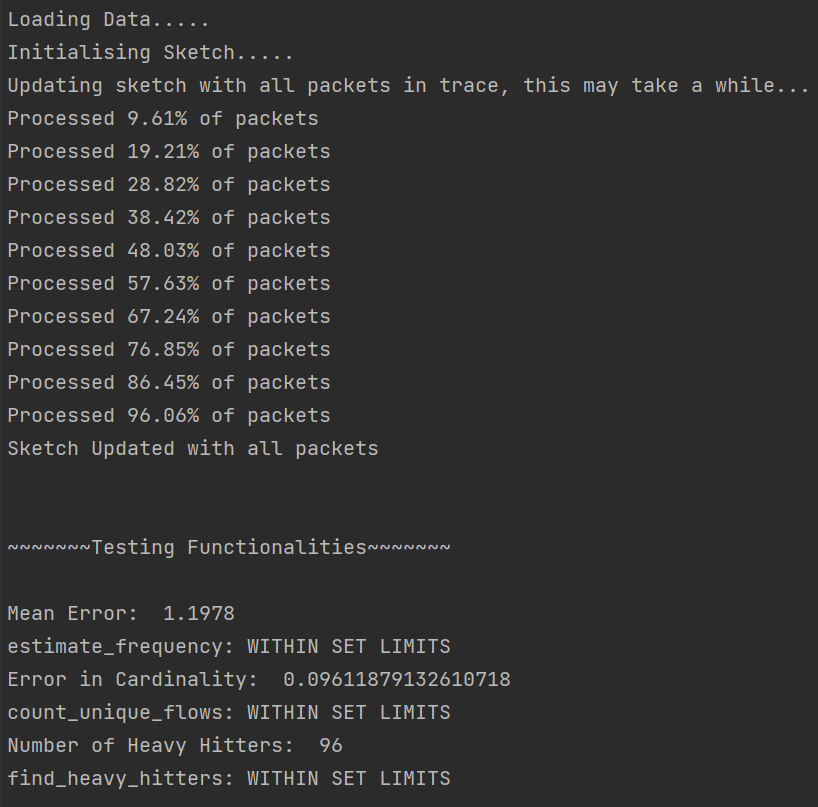 Loading Data.....
Initialising Sketch.....
Updating sketch with all packets in trace, this may take a while...
Processed 9.61% of packets
Processed 19.21% of packets
Processed 28.82% of packets
Processed 38.42% of packets
Processed 48.03% of packets
Processed 57.63% of packets
Processed 67.24% of packets
Processed 76.85% of packets
Processed 86.45% of packets
Processed 96.06% of packets
Sketch Updated with all packets
~~~~~~~Testing Functionalities~~~~~~~
Mean Error:  1.1978
estimate_frequency: WITHIN SET LIMITS
Error in Cardinality:  0.09611879132610718
count_unique_flows: WITHIN SET LIMITS
Number of Heavy Hitters:  96
find_heavy_hitters: WITHIN SET LIMITS